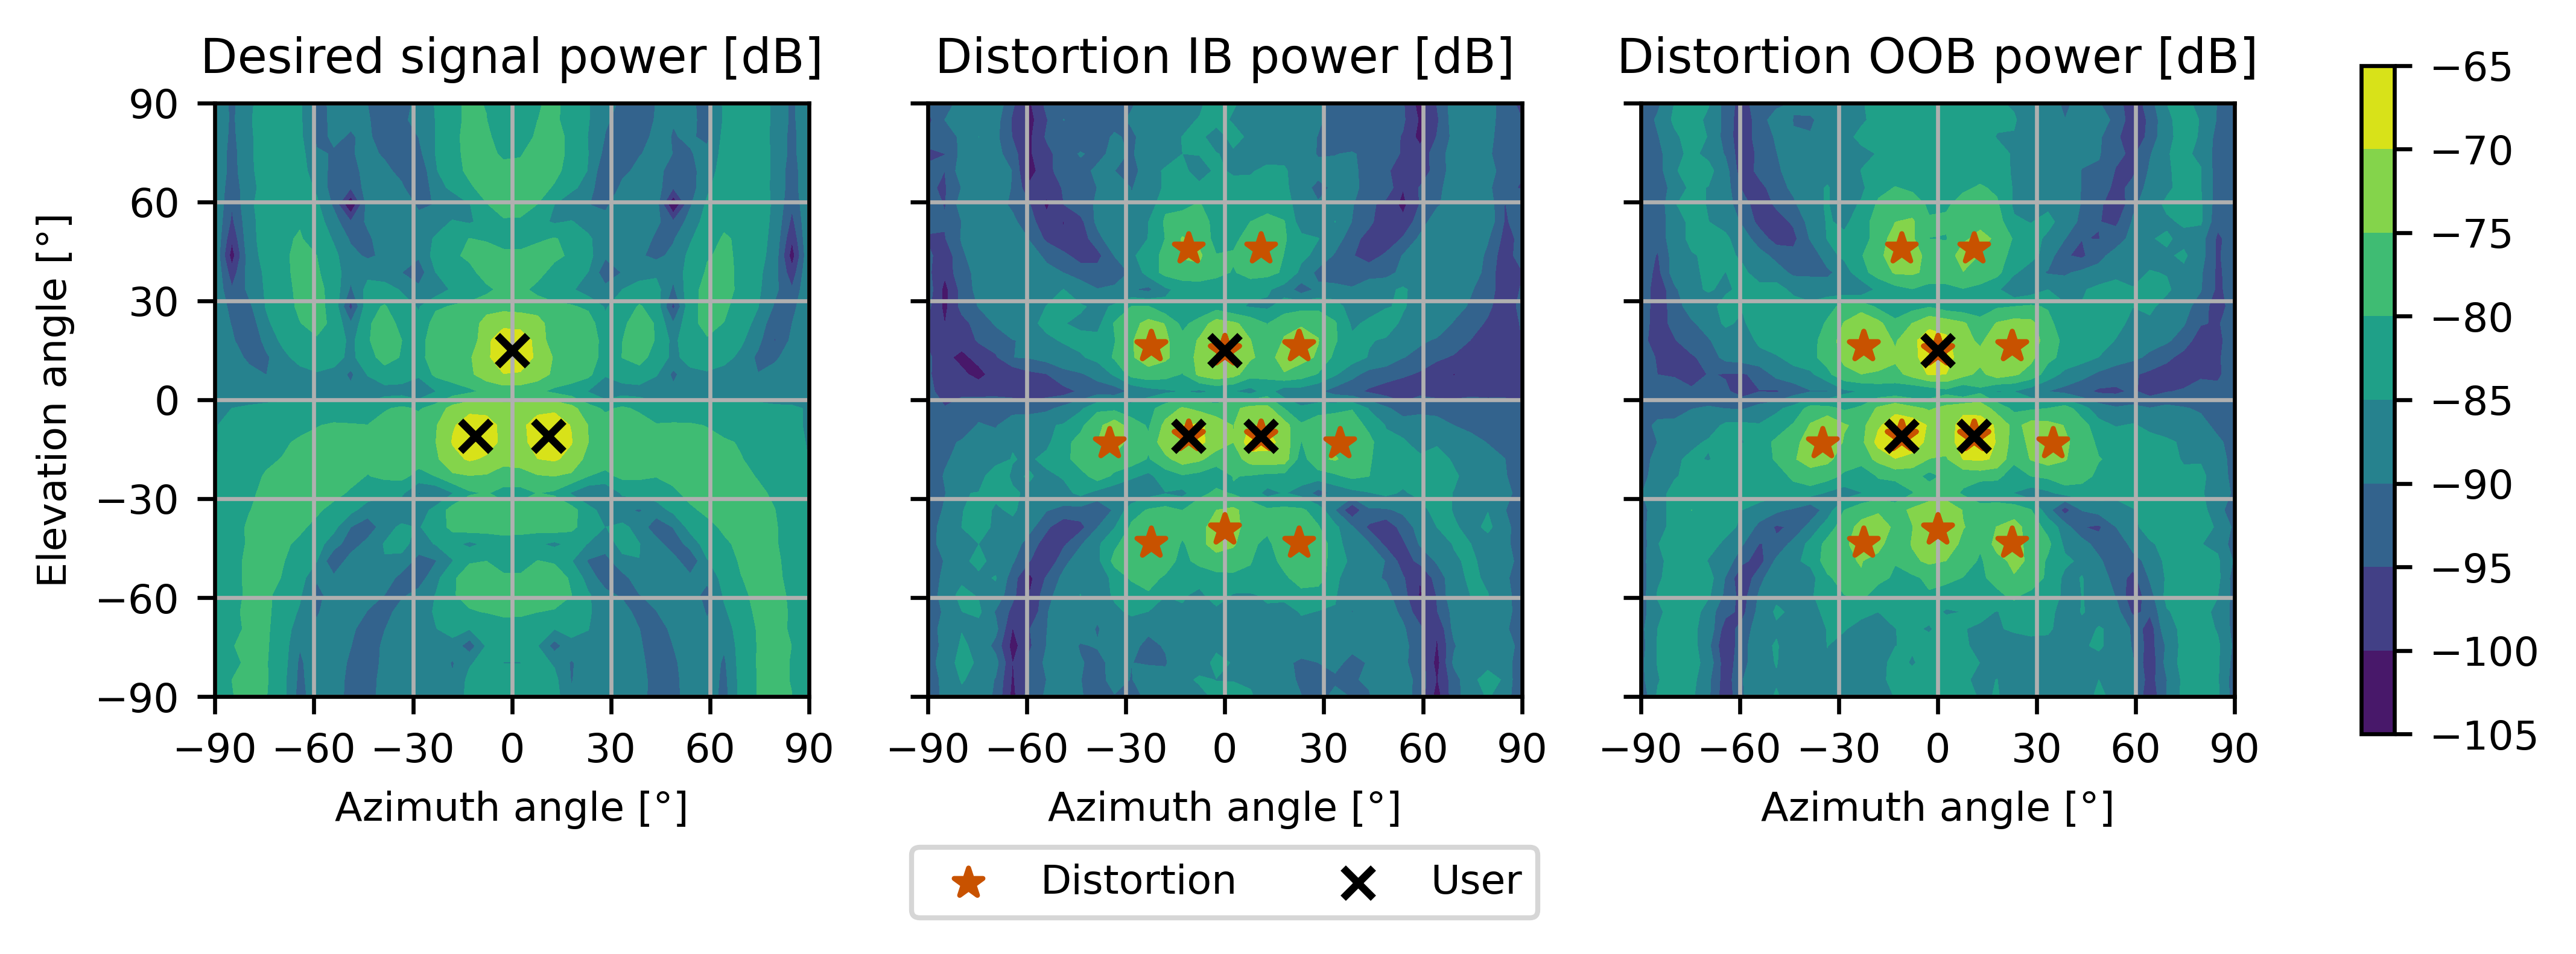 Desired signal power [dB]
Distortion IB power [dB]
Distortion OOB power [dB]
Elevation angle [°]
90
60
30
0
−30
−60
−90
−90 −60 −30 0 30 60 90
−90 −60 −30 0 30 60 90
−90 −60 −30 0 30 60 90
Azimuth angle [°]
Azimuth angle [°]
Azimuth angle [°]
−65
−70
−75
−80
−85
−90
−95
−100
−105
Distortion
User